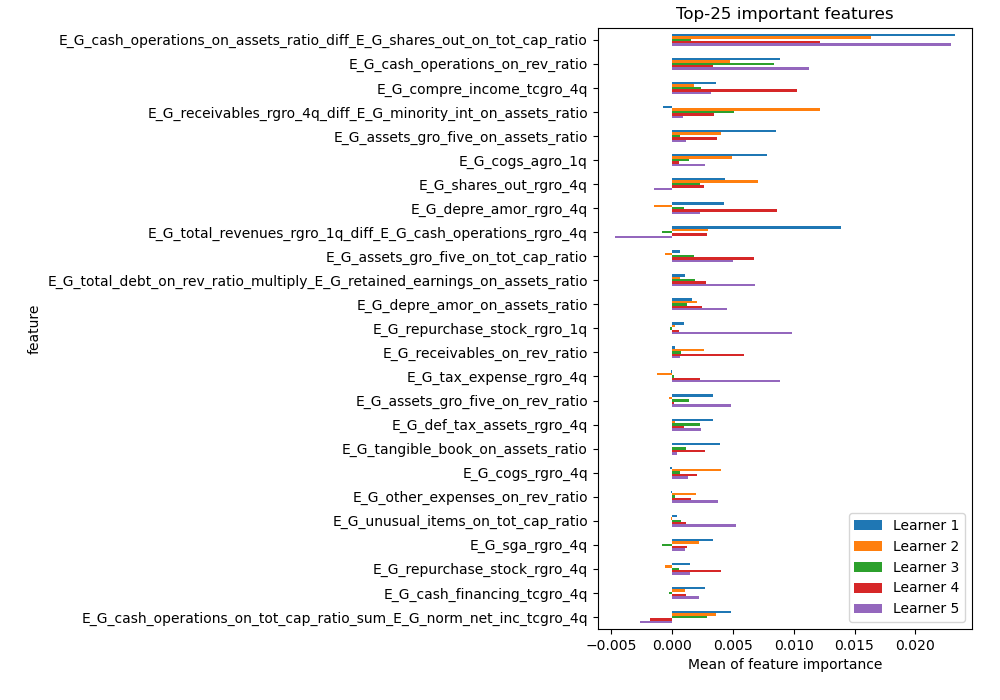 Top-25 important features
E_G_cash_operations_on_assets_ratio_diff_E_G_shares_out_on_tot_cap_ratio
E_G_cash_operations_on_rev_ratio
E_G_compre_income_tcgro_4q
E_G_receivables_rgro_4q_diff_E_G_minority_int_on_assets_ratio
E_G_assets_gro_five_on_assets_ratio
E_G_cogs_agro_1q
E_G_shares_out_rgro_4q
E_G_depre_amor_rgro_4q
E_G_total_revenues_rgro_1q_diff_E_G_cash_operations_rgro_4q
E_G_assets_gro_five_on_tot_cap_ratio
E_G_total_debt_on_rev_ratio_multiply_E_G_retained_earnings_on_assets_ratio
E_G_depre_amor_on_assets_ratio
E_G_repurchase_stock_rgro_1q
E_G_receivables_on_rev_ratio
E_G_tax_expense_rgro_4q
E_G_assets_gro_five_on_rev_ratio
E_G_def_tax_assets_rgro_4q
E_G_tangible_book_on_assets_ratio
E_G_cogs_rgro_4q
E_G_other_expenses_on_rev_ratio
E_G_unusual_items_on_tot_cap_ratio
E_G_sga_rgro_4q
E_G_repurchase_stock_rgro_4q
E_G_cash_financing_tcgro_4q
E_G_cash_operations_on_tot_cap_ratio_sum_E_G_norm_net_inc_tcgro_4q
feature
Learner 1
Learner 2
Learner 3
Learner 4
Learner 5
−0.005 0.000 0.005 0.010 0.015 0.020
Mean of feature importance